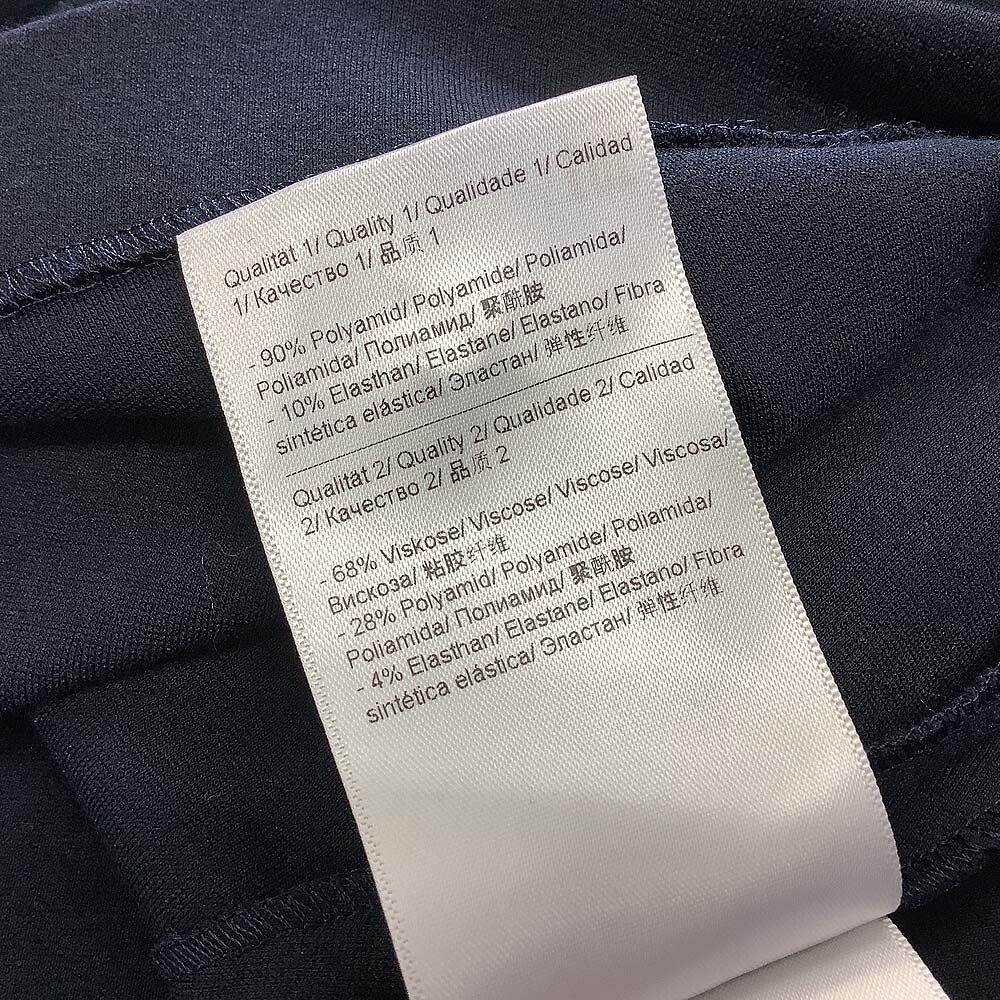 Qualität 1/ Quality 1/ Qualidade 1/ Calidad
1/ Качество 1/ 品质 1
- 90% Polyamid/ Polyamide/ Poliamida/
Poliamida/ Полиамид/ 聚酰胺
- 10% Elasthan/ Elastane/ Elastano/ Fibra
sintética elástica/ Эластан/ 弹性纤维
Qualität 2/ Quality 2/ Qualidade 2/ Calidad
2/ Качество 2/ 品质 2
- 68% Viskose/ Viscose/ Viscose/ Viscosa/
Вискоза/ 粘胶纤维
- 28% Polyamid/ Polyamide/ Poliamida/
Poliamida/ Полиамид/ 聚酰胺
- 4% Elasthan/ Elastane/ Elastano/ Fibra
sintética elástica/ Эластан/ 弹性纤维